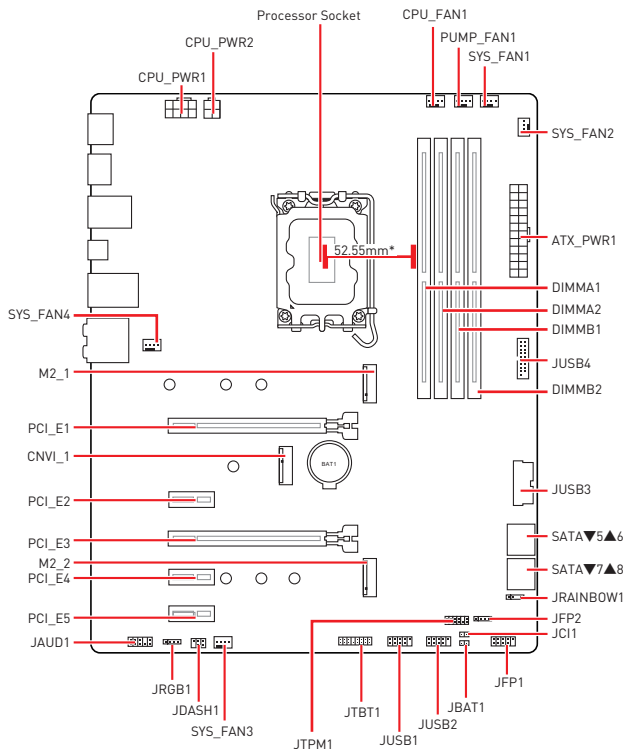 Processor Socket
CPU_FAN1
PUMP_FAN1
SYS_FAN1
CPU_PWR2
CPU_PWR1
SYS_FAN2
52.55mm*
ATX_PWR1
DIMMA1
DIMMA2
DIMMB1
JUSB4
DIMMB2
SYS_FAN4
M2_1
PCI_E1
CNVI_1
BAT1
PCI_E2
JUSB3
PCI_E3
SATA▼5▲6
M2_2
PCI_E4
SATA▼7▲8
JRAINBOW1
PCI_E5
JFP2
JCI1
JAUD1
JRGB1
JDASH1
SYS_FAN3
JTPM1
JTBT1
JUSB1
JUSB2
JBAT1
JFP1